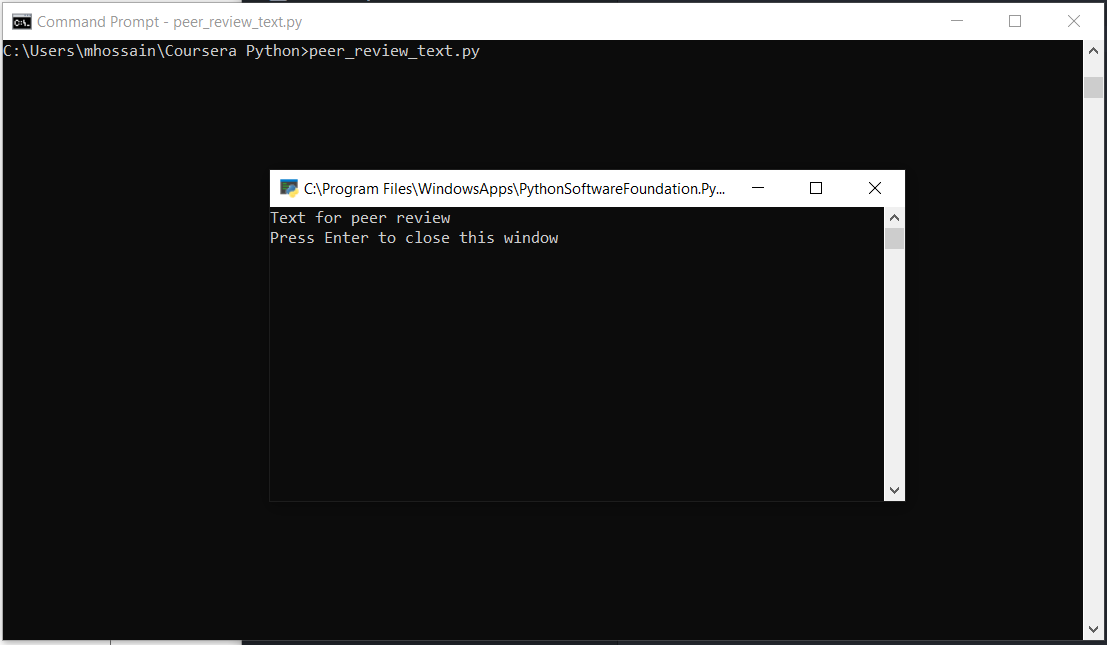 Command Prompt - peer_review_text.py
C:\Users\mhossain\Coursera Python>peer_review_text.py
C:\Program Files\WindowsApps\PythonSoftwareFoundation.Py...
Text for peer review
Press Enter to close this window